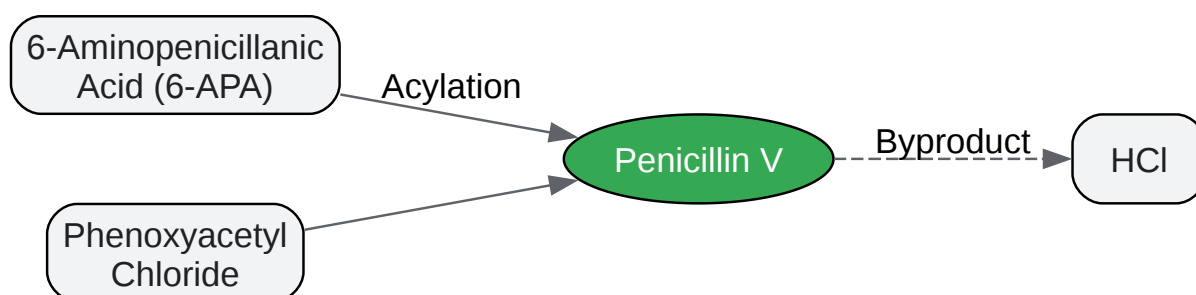 6-Aminopenicillanic
Acid (6-APA)
Acylation
Penicillin V
Byproduct
HCl
Phenoxyacetyl
Chloride